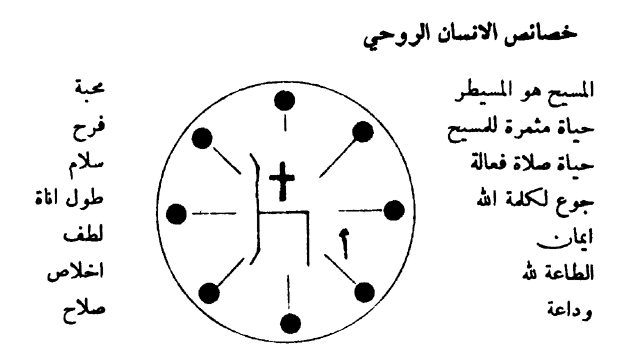 خصائص الانسان الروحي
المسيح هو المسيطر
حياة مثمرة للمسيح
حياة صلاة فعالة
جوع لكلمة الله
ايمان
الطاعة لله
وداعة
محبة
فرح
سلام
طول اناة
لطف
اخلاص
صلاح